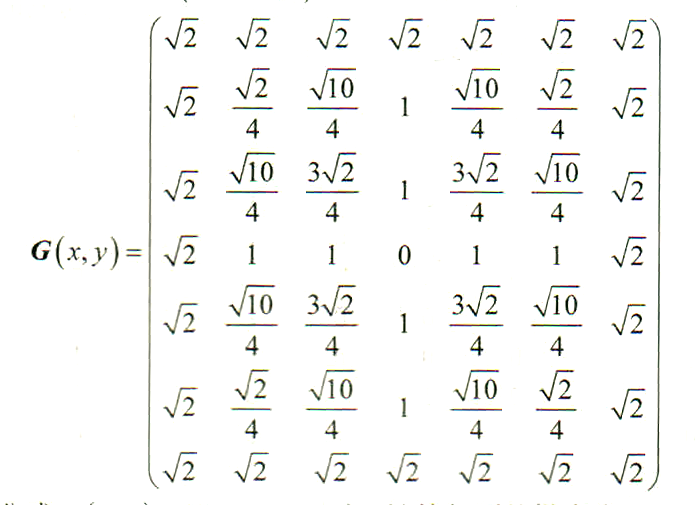 √2 √2 √2 √2 √2 √2 √2
√2 √2/4 √10/4 1 √10/4 √2/4 √2
√2 √10/4 3√2/4 1 3√2/4 √10/4 √2
G(x, y) = √2 1 1 0 1 1 √2
√2 √10/4 3√2/4 1 3√2/4 √10/4 √2
√2 √2/4 √10/4 1 √10/4 √2/4 √2
√2 √2 √2 √2 √2 √2 √2